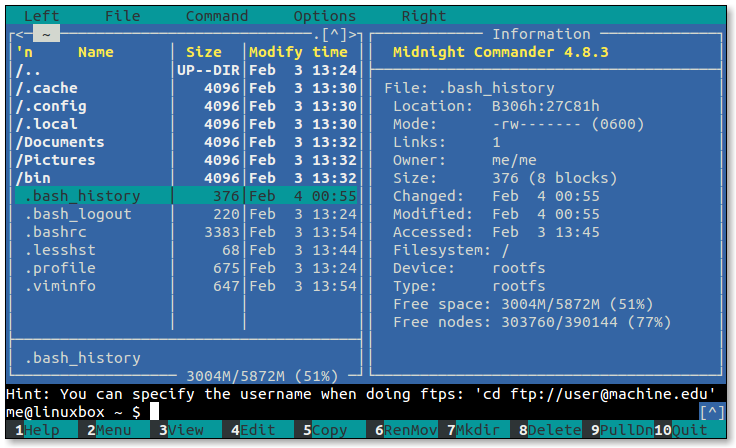 Left File Command Options Right
<─ ~ ─.[^]>
'n Name Size Modify time
/.. UP--DIR Feb 3 13:24
/.cache 4096 Feb 3 13:30
/.config 4096 Feb 3 13:30
/.local 4096 Feb 3 13:30
/Documents 4096 Feb 3 13:32
/Pictures 4096 Feb 3 13:32
/bin 4096 Feb 3 13:32
.bash_history 376 Feb 4 00:55
.bash_logout 220 Feb 3 13:24
.bashrc 3383 Feb 3 13:54
.lesshst 68 Feb 3 13:44
.profile 675 Feb 3 13:24
.viminfo 647 Feb 3 13:54
.bash_history
3004M/5872M (51%)
Information
Midnight Commander 4.8.3
File: .bash_history
Location: B306h:27C81h
Mode: -rw------- (0600)
Links: 1
Owner: me/me
Size: 376 (8 blocks)
Changed: Feb 4 00:55
Modified: Feb 4 00:55
Accessed: Feb 3 13:45
Filesystem: /
Device: rootfs
Type: rootfs
Free space: 3004M/5872M (51%)
Free nodes: 303760/390144 (77%)
Hint: You can specify the username when doing ftps: 'cd ftp://user@machine.edu'
me@linuxbox ~ $ [^]
1Help 2Menu 3View 4Edit 5Copy 6RenMov 7Mkdir 8Delete 9PullDn 10Quit